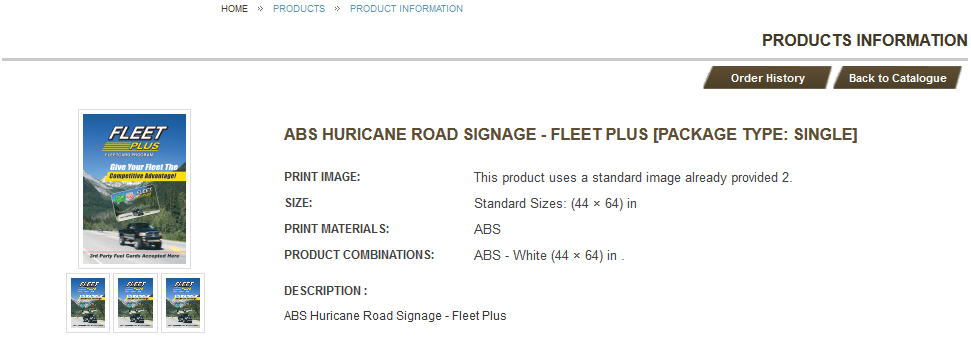 HOME » PRODUCTS » PRODUCT INFORMATION
PRODUCTS INFORMATION
Order History
Back to Catalogue
FLEET
PLUS
FLEETCARD PROGRAM
Give Your Fleet The
Competitive Advantage!
3rd Party Fuel Cards Accepted Here
ABS HURICANE ROAD SIGNAGE - FLEET PLUS [PACKAGE TYPE: SINGLE]
PRINT IMAGE: This product uses a standard image already provided 2.
SIZE: Standard Sizes: (44 × 64) in
PRINT MATERIALS: ABS
PRODUCT COMBINATIONS: ABS - White (44 × 64) in .
DESCRIPTION :
ABS Huricane Road Signage - Fleet Plus